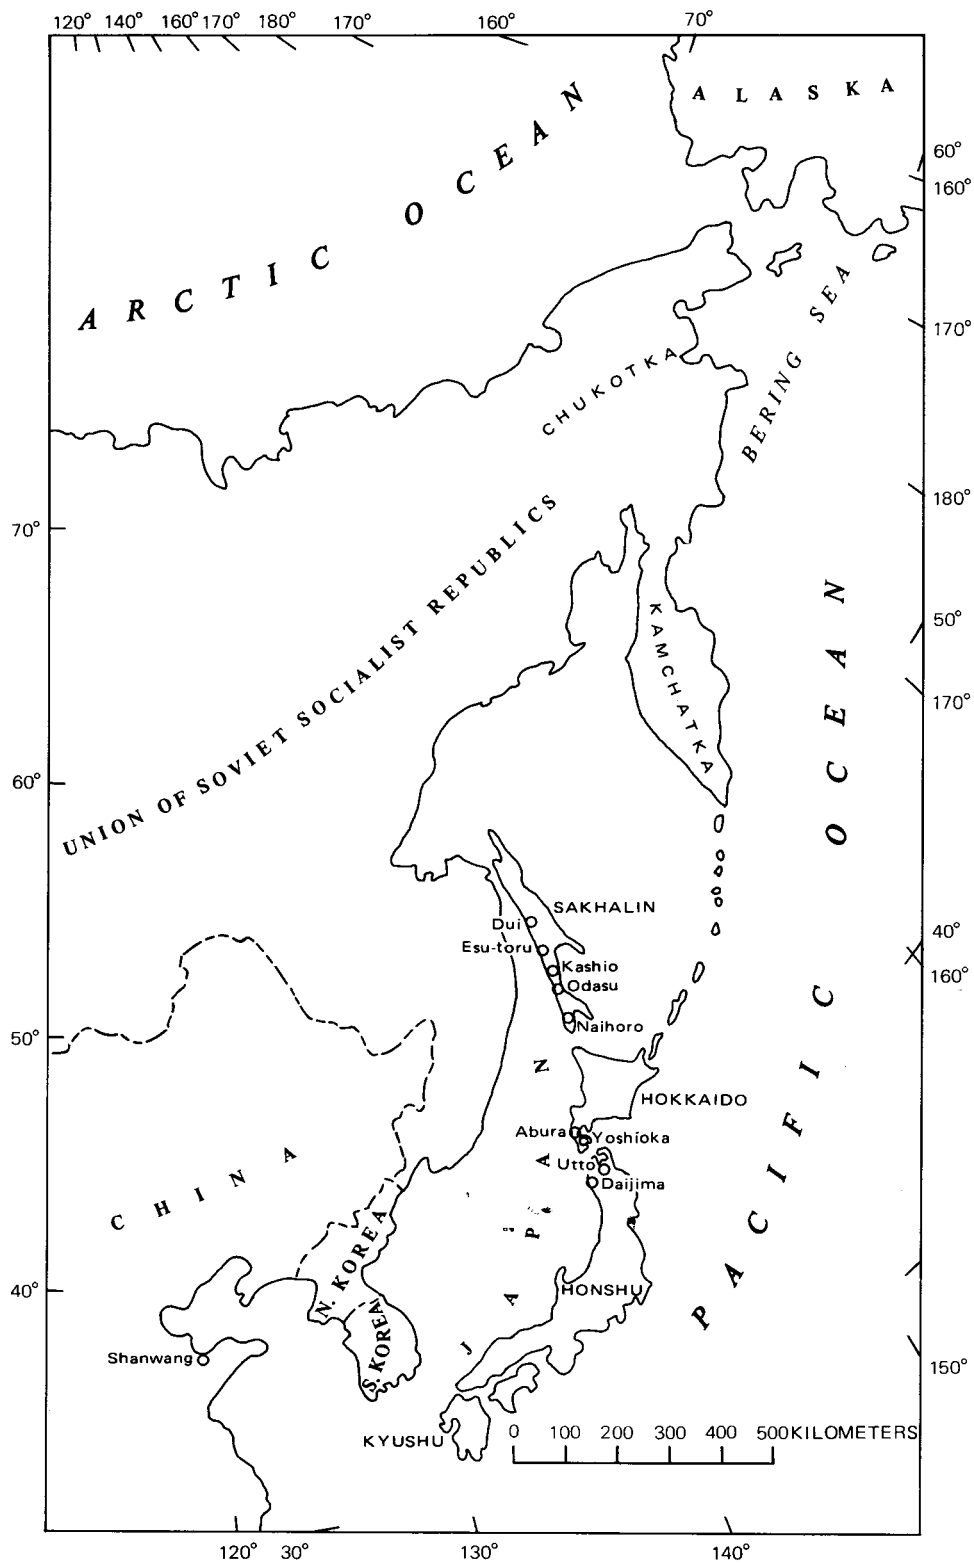 120° 140° 160° 170° 180° 170° 160° 70°
ALASKA
ARCTIC OCEAN
60°
160°
BERING SEA
170°
CHUKOTKA
180°
70°
UNION OF SOVIET SOCIALIST REPUBLICS
KAMCHATKA
50°
170°
60°
PACIFIC OCEAN
SAKHALIN
Dui
Esu-toru
Kashio
Odasu
Naihoro
40°
160°
50°
HOKKAIDO
Abura
Yoshioka
Utto
Daijima
CHINA
JAPAN
N. KOREA
40°
HONSHU
S. KOREA
Shanwang
150°
KYUSHU
0 100 200 300 400 500 KILOMETERS
120° 30° 130° 140°